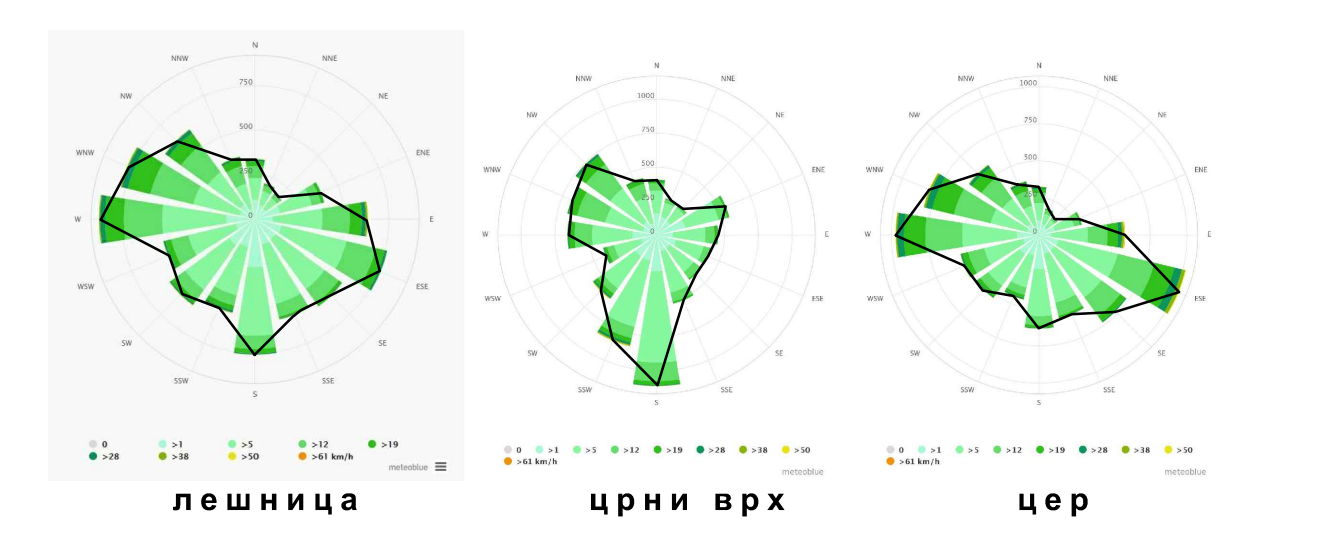 N
NNW NNE
NW NE
WNW ENE
W E
WSW ESE
SW SE
SSW SSE
S
750
500
250
0
0 >1 >5 >12 >19
>28 >38 >50 >61 km/h
meteoblue
лешница
N
NNW NNE
NW NE
WNW ENE
W E
WSW ESE
SW SE
SSW SSE
S
1000
750
500
250
0
0 >1 >5 >12 >19 >28 >38 >50
>61 km/h
meteoblue
црни врх
N
NNW NNE
NW NE
WNW ENE
W E
WSW ESE
SW SE
SSW SSE
S
1000
750
500
250
0
0 >1 >5 >12 >19 >28 >38 >50
>61 km/h
meteoblue
цер